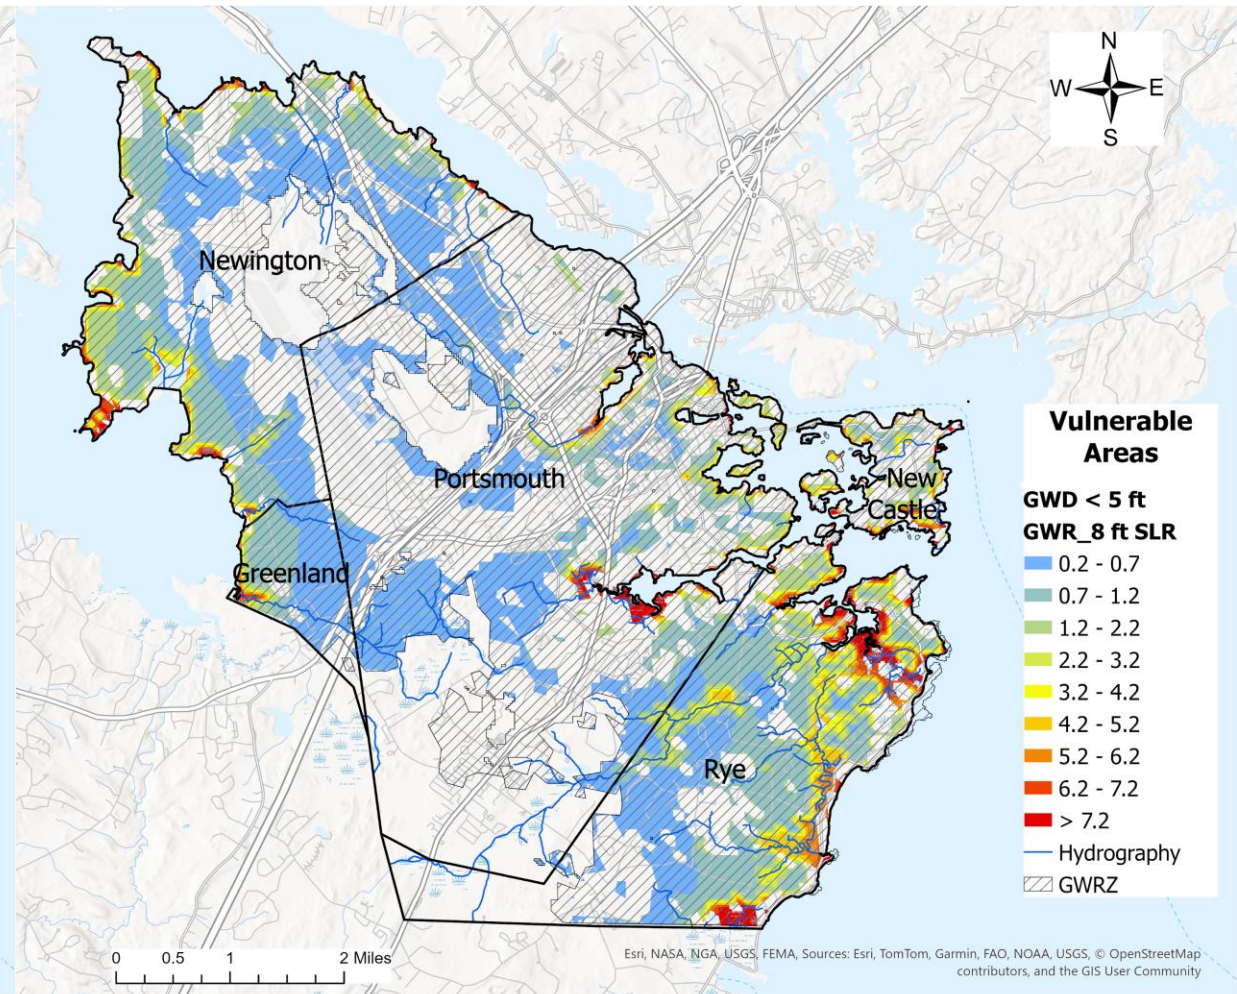 N
W E
S
Newington
Portsmouth
New
Castle
Greenland
Rye
Vulnerable
Areas
GWD < 5 ft
GWR_8 ft SLR
0.2 - 0.7
0.7 - 1.2
1.2 - 2.2
2.2 - 3.2
3.2 - 4.2
4.2 - 5.2
5.2 - 6.2
6.2 - 7.2
> 7.2
Hydrography
GWRZ
0 0.5 1 2 Miles
Esri, NASA, NGA, USGS, FEMA, Sources: Esri, TomTom, Garmin, FAO, NOAA, USGS, © OpenStreetMap
contributors, and the GIS User Community